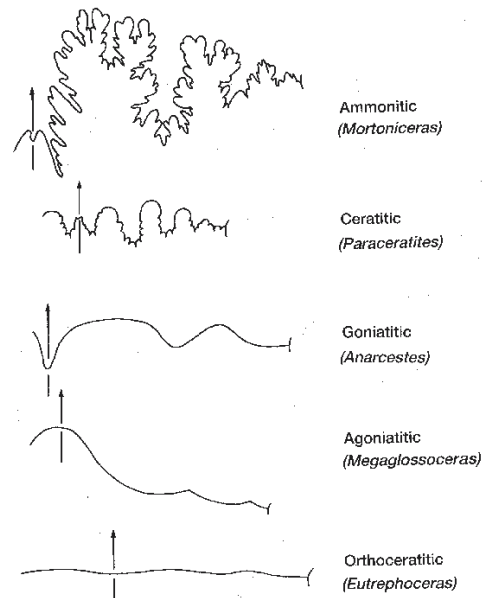 Ammonitic
(Mortoniceras)
Ceratitic
(Paraceratites)
Goniatitic
(Anarcestes)
Agoniatitic
(Megaglossoceras)
Orthoceratitic
(Eutrephoceras)